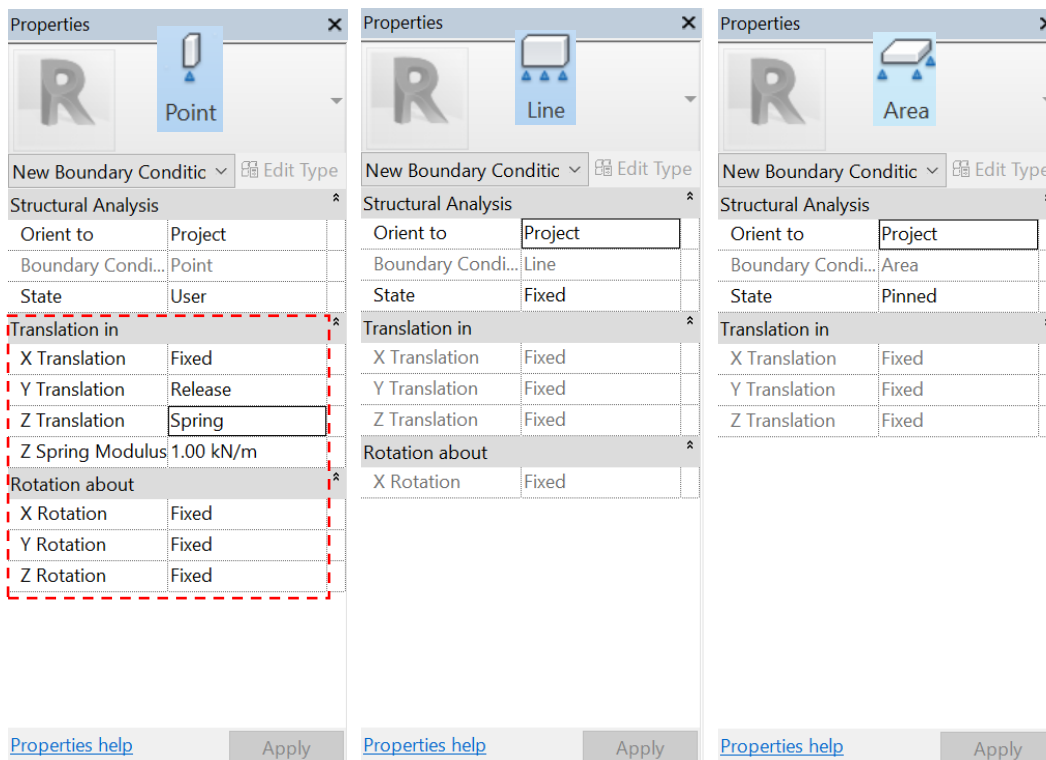 Properties
Point
New Boundary Conditic Edit Type
Structural Analysis
Orient to Project
Boundary Condi... Point
State User
Translation in
X Translation Fixed
Y Translation Release
Z Translation Spring
Z Spring Modulus 1.00 kN/m
Rotation about
X Rotation Fixed
Y Rotation Fixed
Z Rotation Fixed
Properties help Apply
Properties
Line
New Boundary Conditic Edit Type
Structural Analysis
Orient to Project
Boundary Condi... Line
State Fixed
Translation in
X Translation Fixed
Y Translation Fixed
Z Translation Fixed
Rotation about
X Rotation Fixed
Properties help Apply
Properties
Area
New Boundary Conditic Edit Type
Structural Analysis
Orient to Project
Boundary Condi... Area
State Pinned
Translation in
X Translation Fixed
Y Translation Fixed
Z Translation Fixed
Properties help Apply